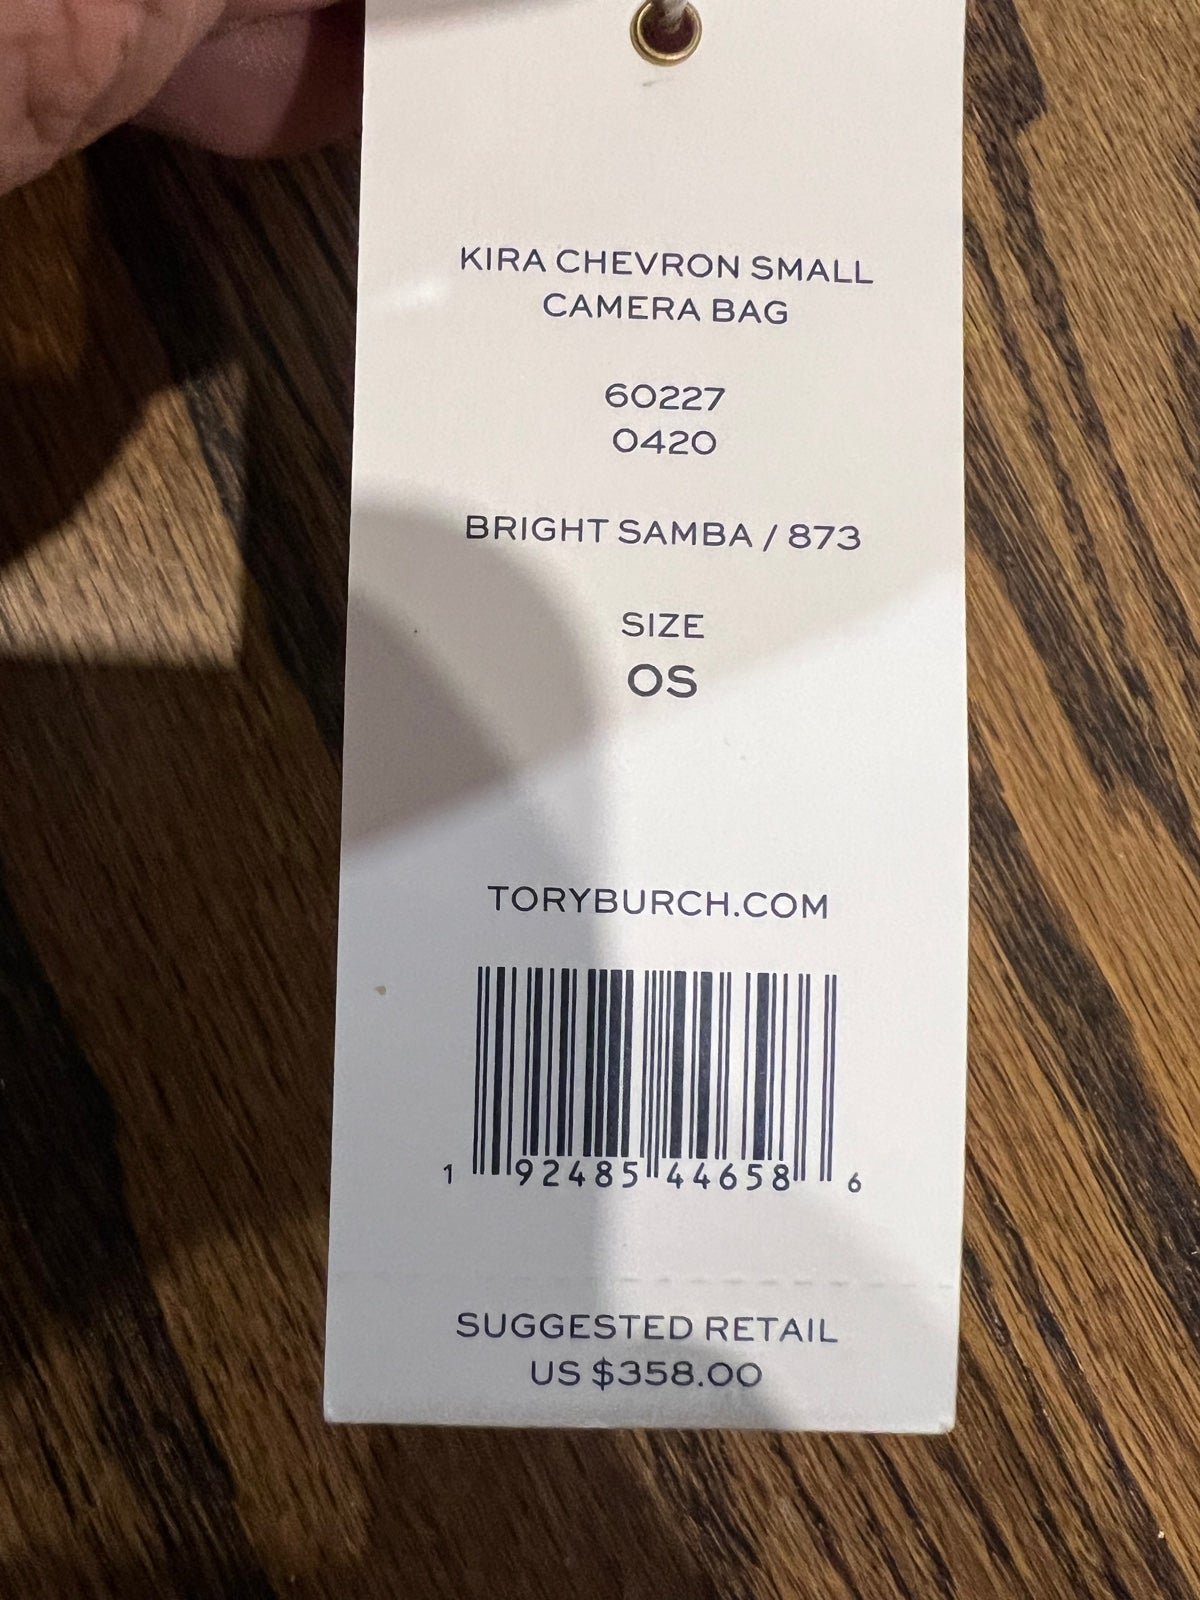 KIRA CHEVRON SMALL
CAMERA BAG
60227
0420
BRIGHT SAMBA / 873
SIZE
OS
TORYBURCH.COM
1 92485 44658 6
SUGGESTED RETAIL
US $358.00